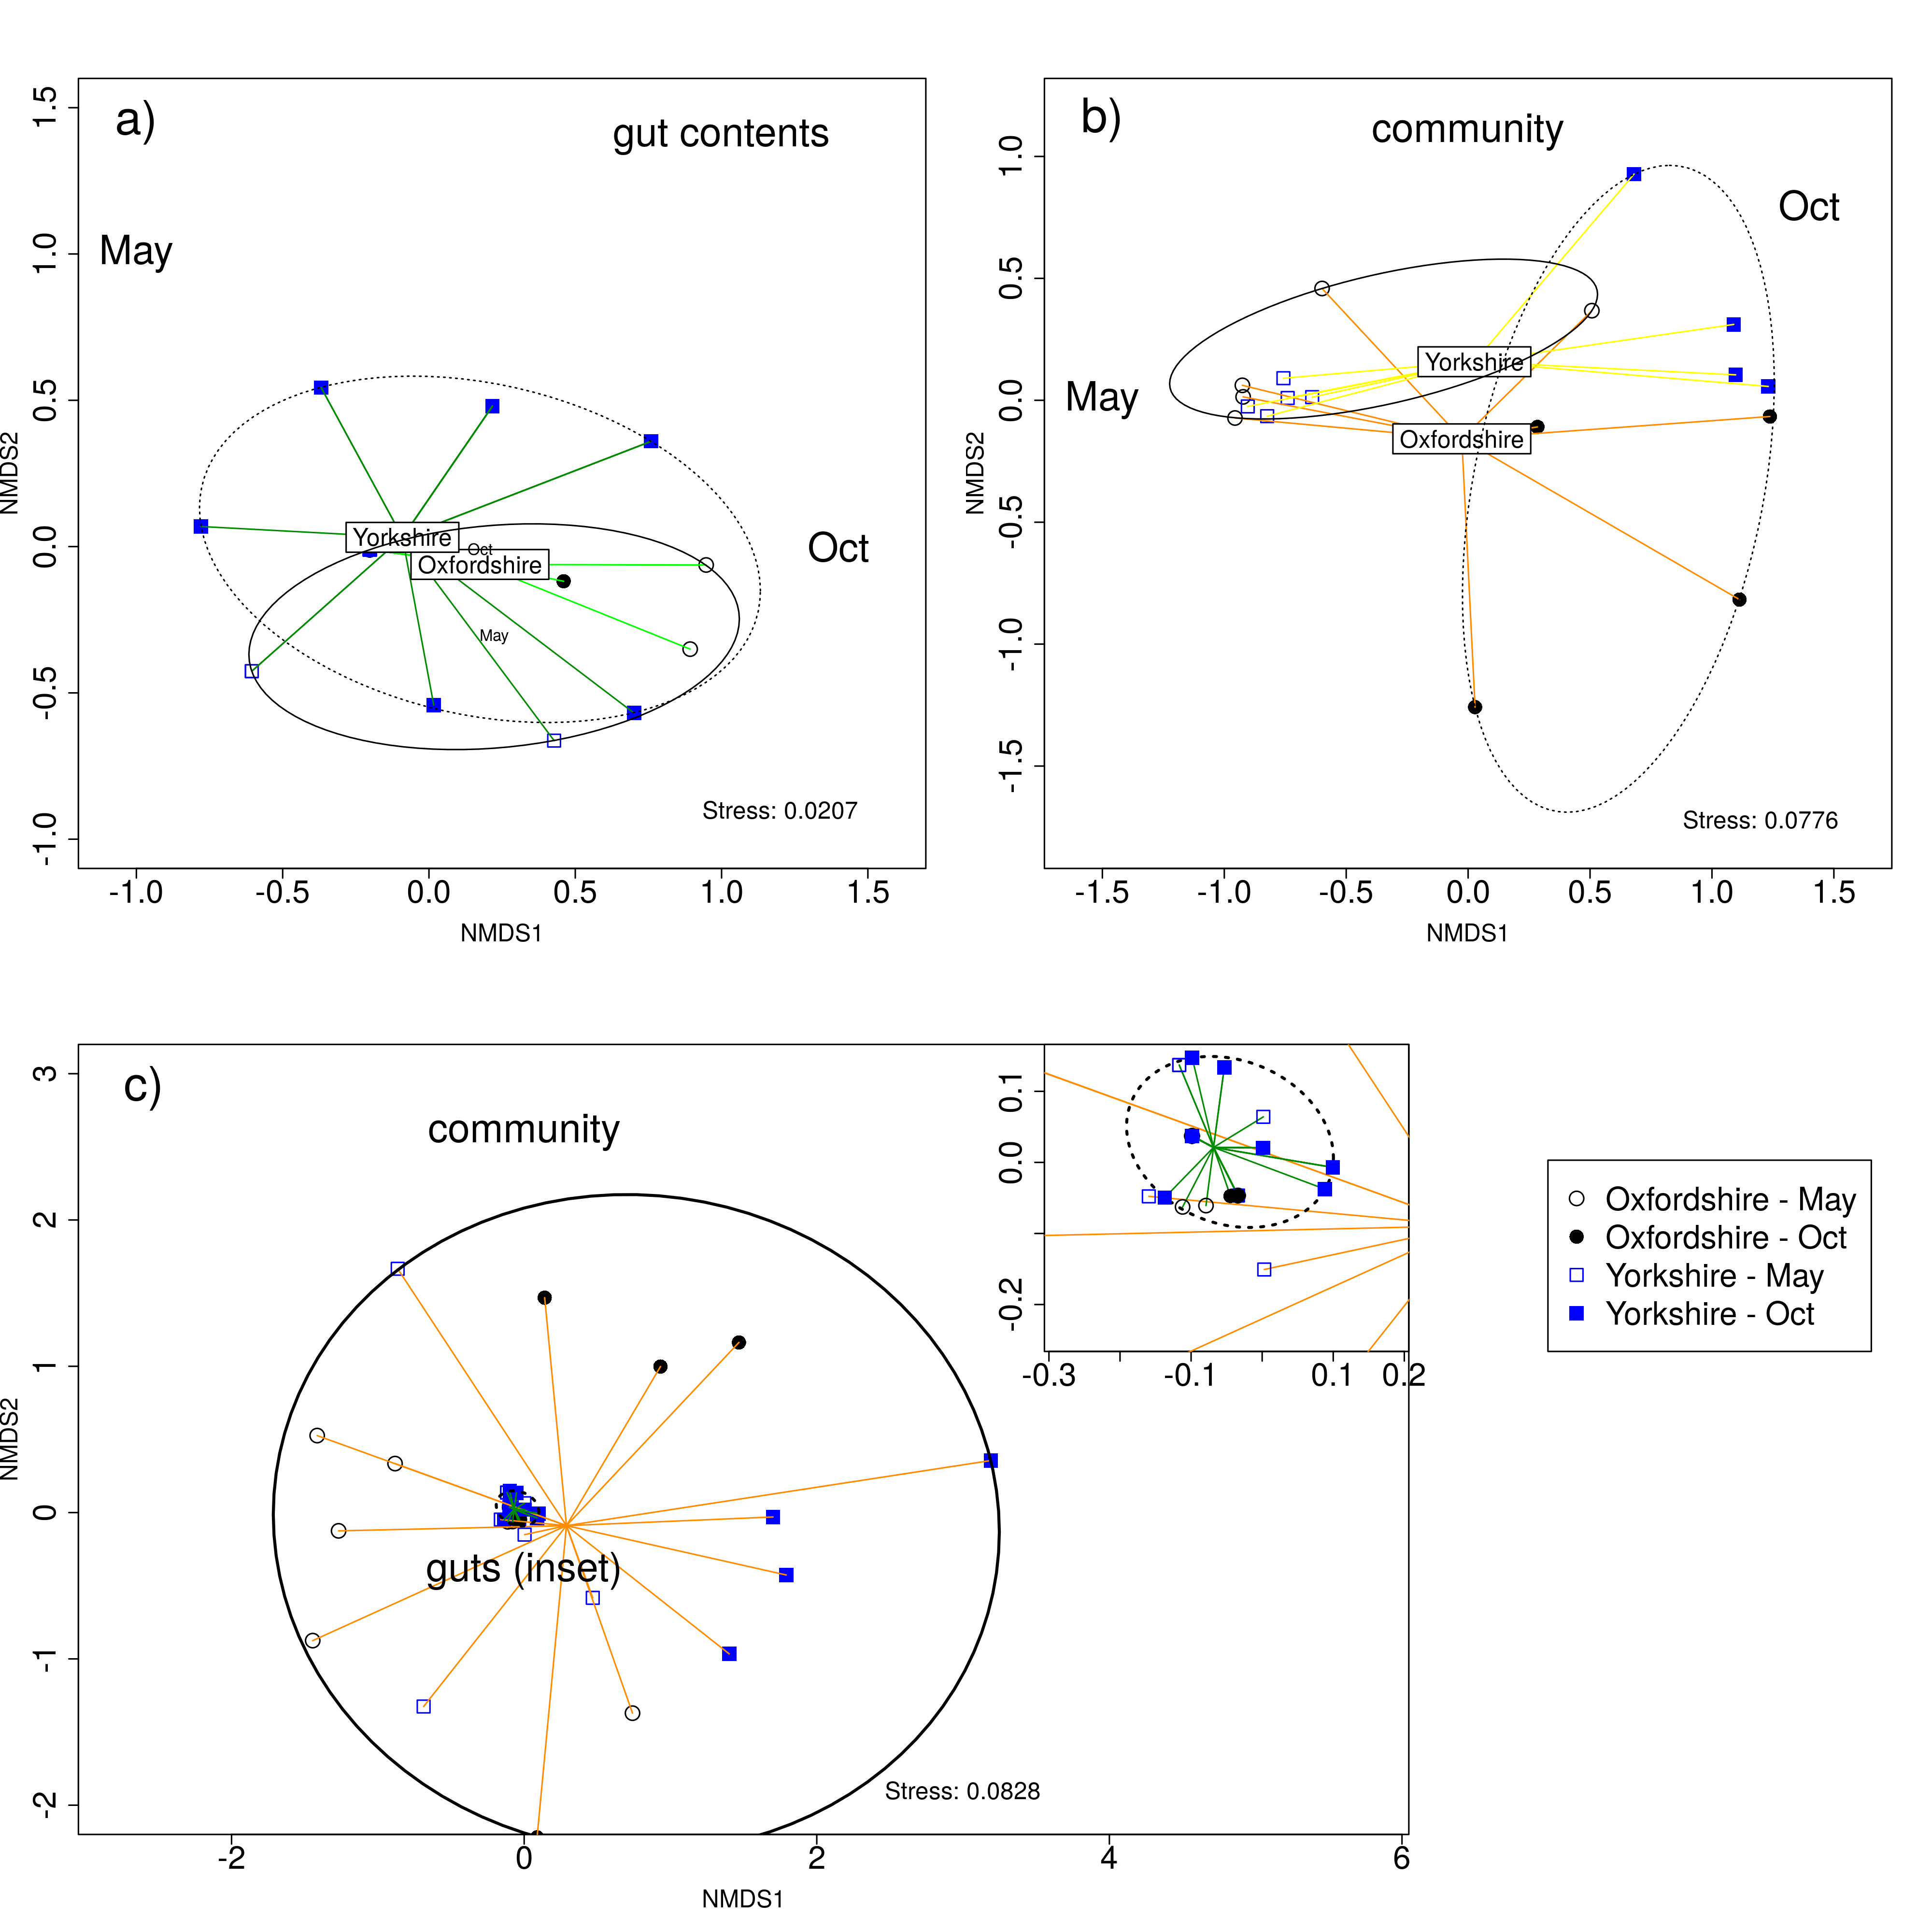 a)
gut contents
May
Oct
Yorkshire
Oct
Oxfordshire
May
Stress: 0.0207
1.5
1.0
0.5
0.0
-0.5
-1.0
NMDS2
-1.0 -0.5 0.0 0.5 1.0 1.5
NMDS1
b)
community
Oct
May
Yorkshire
Oxfordshire
Stress: 0.0776
1.0
0.5
0.0
-0.5
-1.0
-1.5
NMDS2
-1.5 -1.0 -0.5 0.0 0.5 1.0 1.5
NMDS1
c)
community
guts (inset)
Stress: 0.0828
3
2
1
0
-1
-2
NMDS2
-2 0 2 4 6
NMDS1
0.1
0.0
-0.2
-0.3 -0.1 0.1 0.2
Oxfordshire - May
Oxfordshire - Oct
Yorkshire - May
Yorkshire - Oct